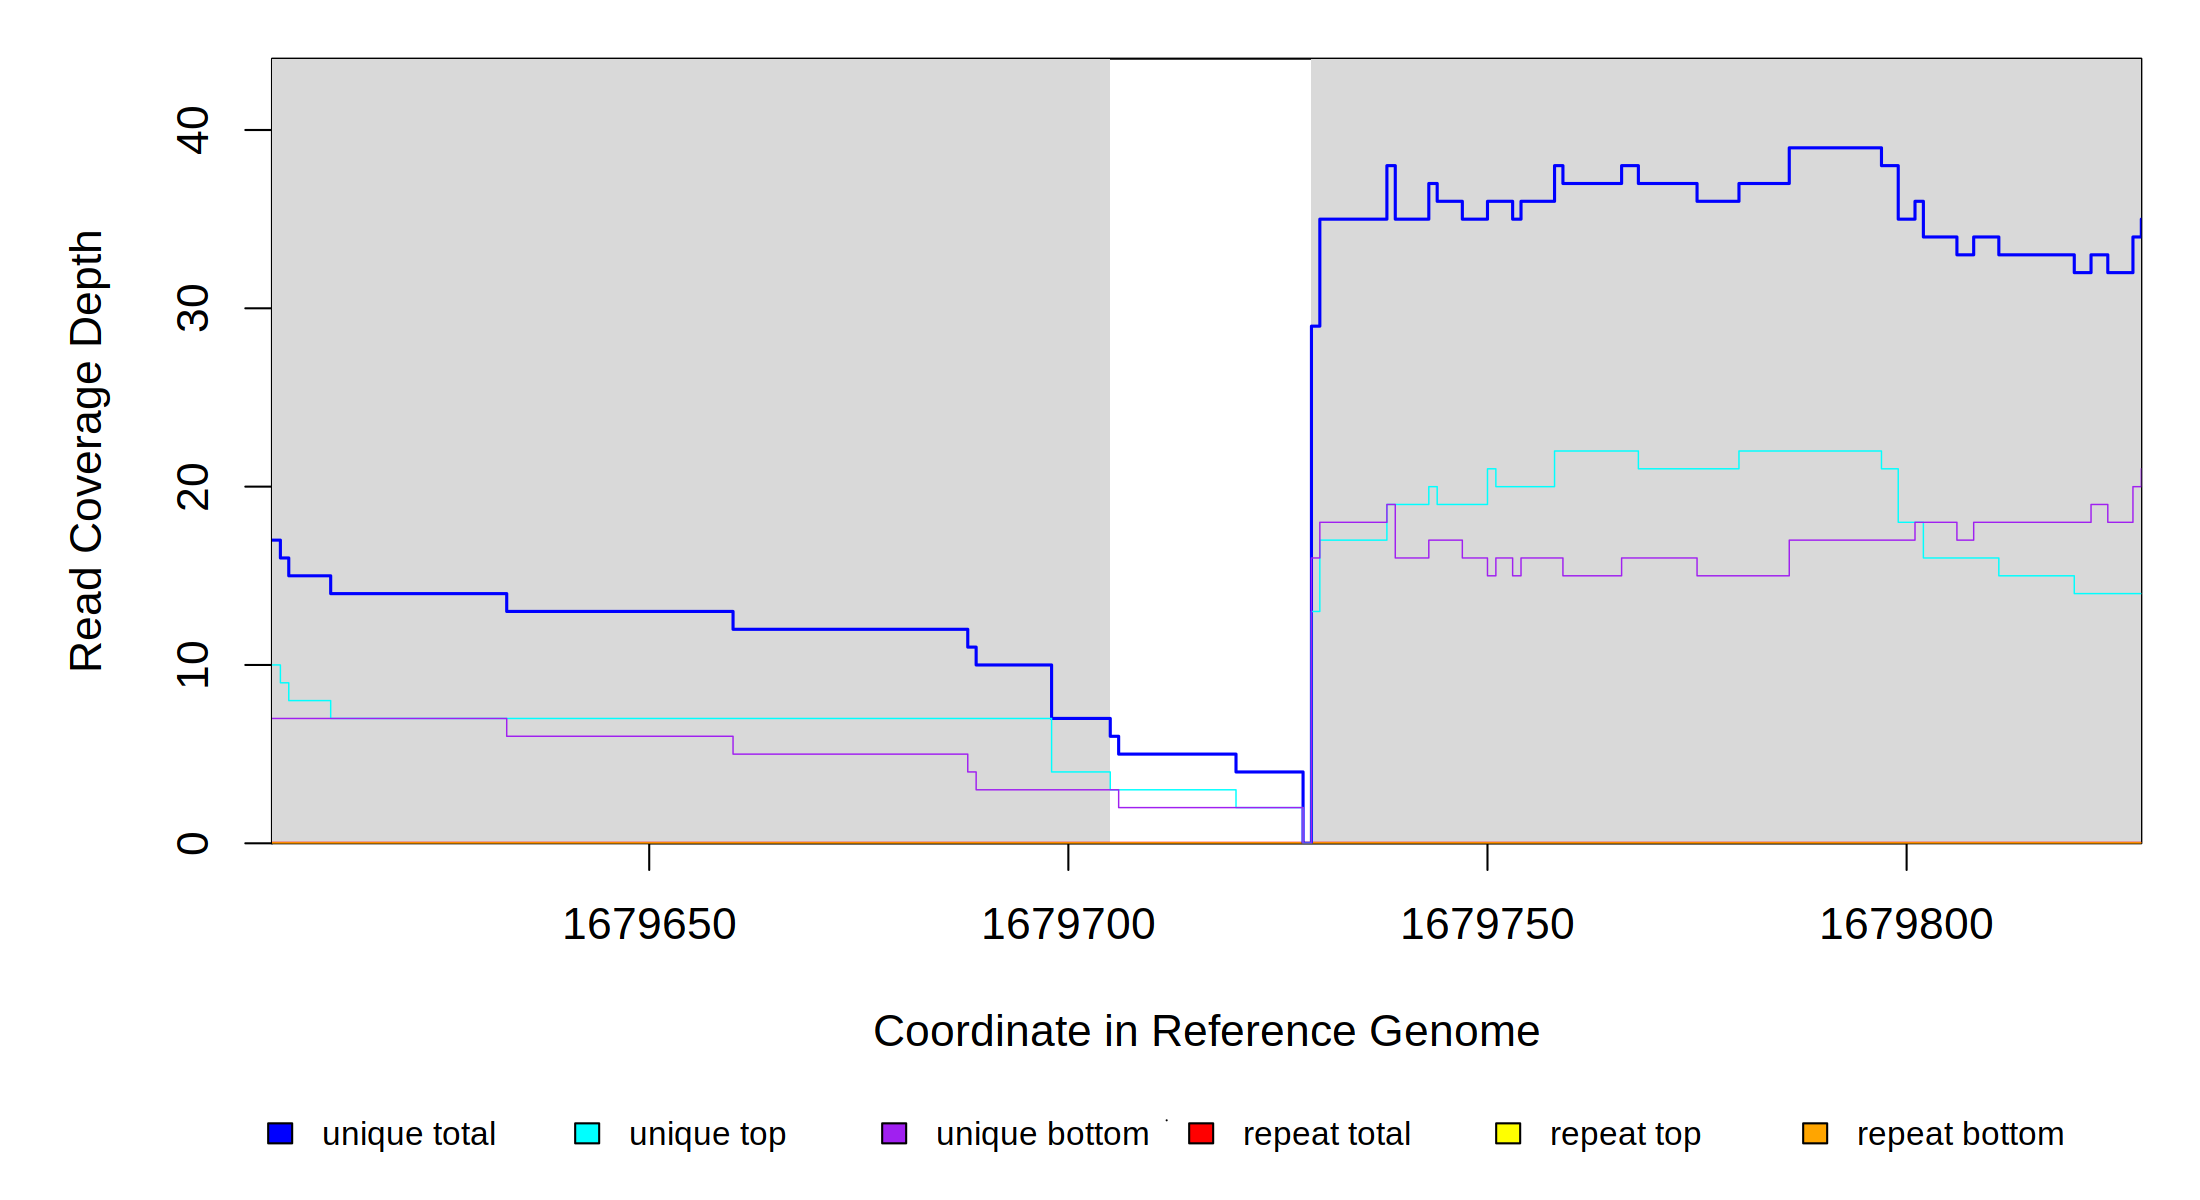 Read Coverage Depth
40
30
20
10
0
1679650 1679700 1679750 1679800
Coordinate in Reference Genome
unique total unique top unique bottom repeat total repeat top repeat bottom